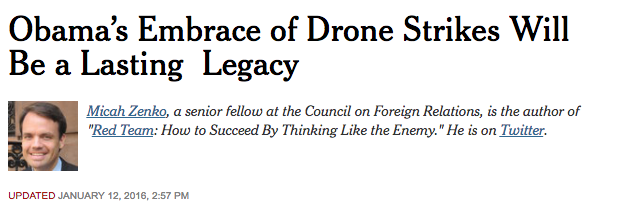 Obama's Embrace of Drone Strikes Will
Be a Lasting  Legacy
Micah Zenko, a senior fellow at the Council on Foreign Relations, is the author of
"Red Team: How to Succeed By Thinking Like the Enemy." He is on Twitter.
UPDATED JANUARY 12, 2016, 2:57 PM